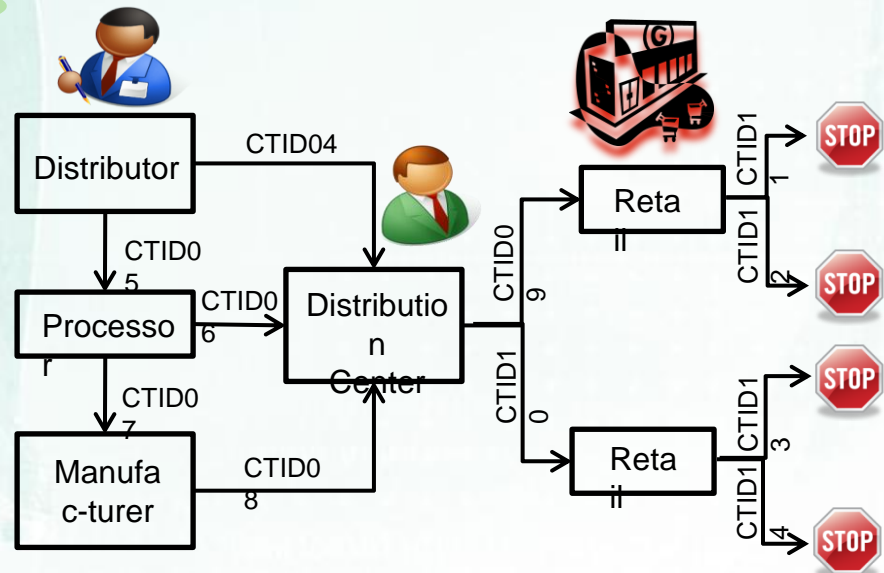 (G)
Distributor
CTID04
CTID0
5
Processo
r
CTID0
6
CTID0
7
Manufa
c-turer
CTID0
8
Distributio
n
Center
CTID0
9
CTID1
0
Reta
il
Reta
il
CTID1
1
CTID1
2
CTID1
3
CTID1
4
STOP
STOP
STOP
STOP